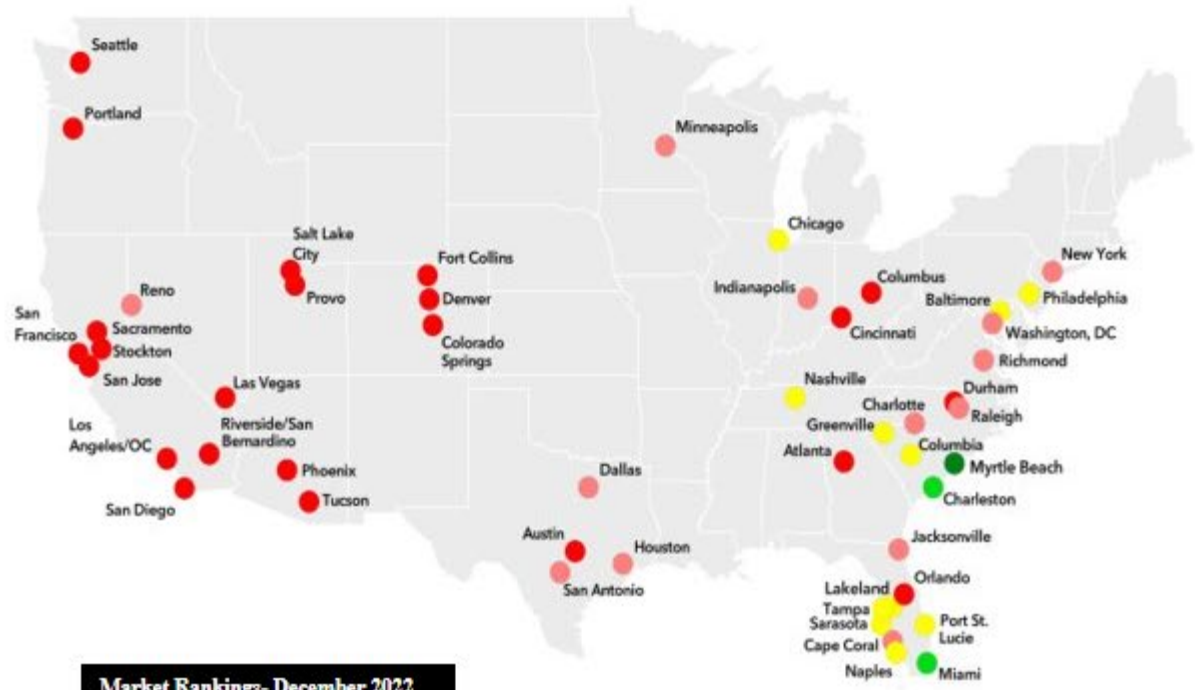 Seattle
Portland
Minneapolis
Chicago
Salt Lake
City
Provo
Fort Collins
Denver
Colorado
Springs
Reno
San
Francisco
Sacramento
Stockton
San Jose
Las Vegas
Los
Angeles/OC
Riverside/San
Bernardino
San Diego
Phoenix
Tucson
Indianapolis
Columbus
Cincinnati
New York
Baltimore
Philadelphia
Washington, DC
Richmond
Nashville
Durham
Charlotte
Raleigh
Greenville
Columbia
Atlanta
Myrtle Beach
Charleston
Dallas
Austin
Houston
San Antonio
Jacksonville
Orlando
Lakeland
Tampa
Sarasota
Port St.
Lucie
Cape Coral
Naples
Miami
Market Rankings- December 2022